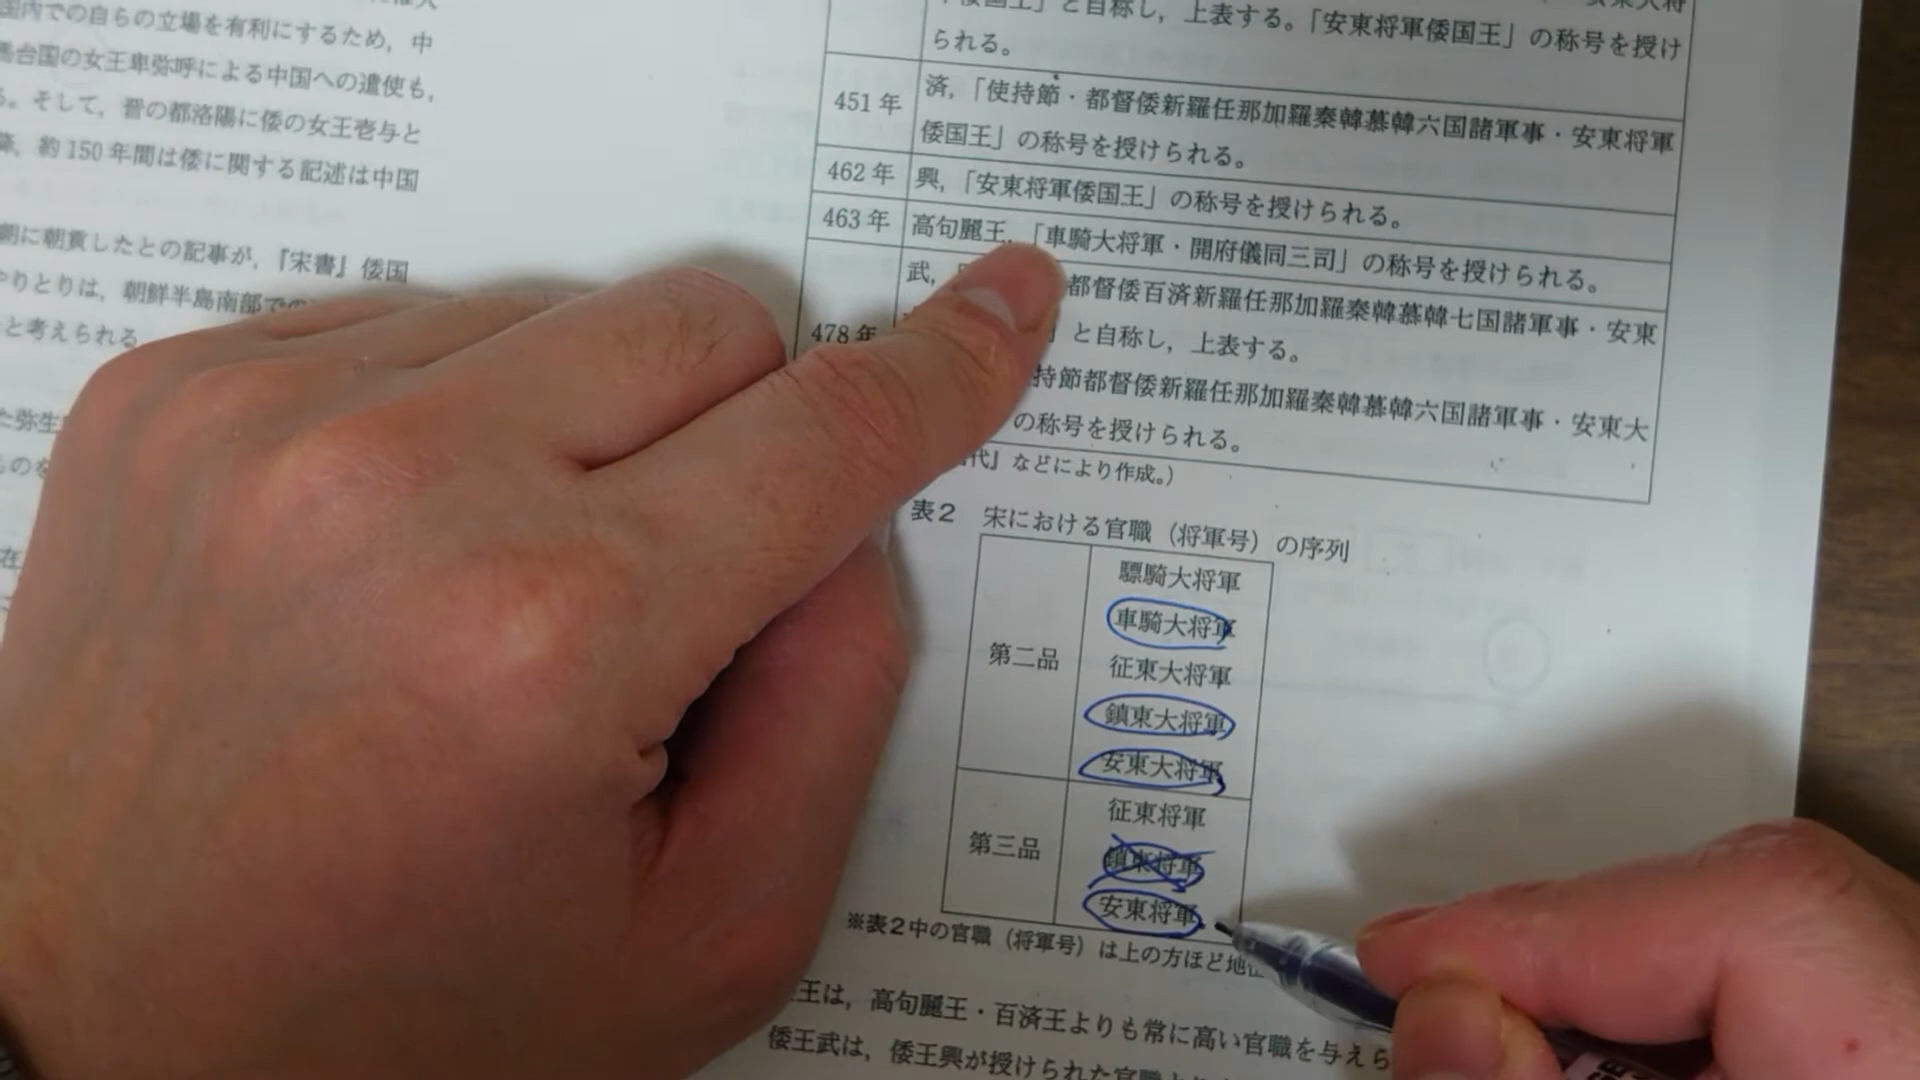 国内での自らの立場を有利にするため，中
台国の女王卑弥呼による中国への遣使も，
。そして，晋の都洛陽に倭の女王壱与と
，約150年間は倭に関する記述は中国
朝に朝貢したとの記事が，『宋書』倭国
やりとりは，朝鮮半島南部での
と考えられる
た弥生
ものを
在
倭国王」と自称し，上表する。「安東将軍倭国王」の称号を授け
られる。
451年
済，「使持節・都督倭新羅任那加羅秦韓慕韓六国諸軍事・安東将軍
倭国王」の称号を授けられる。
462年
興，「安東将軍倭国王」の称号を授けられる。
463年
高句麗王，「車騎大将軍・開府儀同三司」の称号を授けられる。
478年
武，
都督倭百済新羅任那加羅秦韓慕韓七国諸軍事・安東
」と自称し，上表する。
持節都督倭新羅任那加羅秦韓慕韓六国諸軍事・安東大
の称号を授けられる。
代』などにより作成。）
表2 宋における官職（将軍号）の序列
第二品
驃騎大将軍
車騎大将軍
征東大将軍
鎮東大将軍
安東大将軍
第三品
征東将軍
鎮東将軍
安東将軍
※表2中の官職（将軍号）は上の方ほど地位
王は，高句麗王・百済王よりも常に高い官職を与えら
倭王武は，倭王興が授けられた官職